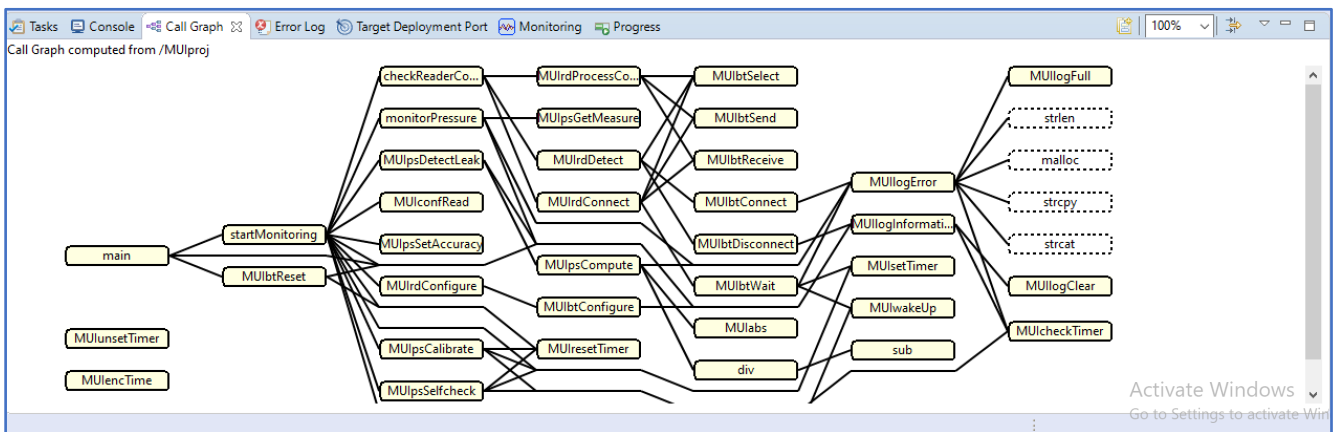 Tasks Console Call Graph Error Log Target Deployment Port Monitoring Progress 100%
Call Graph computed from /MUIproj
checkReaderCo... MUIrdProcessCo... MUIbtSelect MUIlogFull
monitorPressure MUIpsGetMeasure MUIbtSend strlen
MUIpsDetectLeak MUIrdDetect MUIbtReceive malloc
MUIlogError
MUIconfRead MUIrdConnect MUIbtConnect strcpy
MUIlogInformati...
startMonitoring MUIpsSetAccuracy MUIbtDisconnect strcat
main MUIpsCompute MUIsetTimer
MUIbtReset MUIrdConfigure MUIbtWait MUIlogClear
MUIbtConfigure MUIwakeUp
MUIunsetTimer MUIabs MUIcheckTimer
MUIpsCalibrate MUIresetTimer sub
MUIencTime div
MUIpsSelfcheck
Activate Windows
Go to Settings to activate Win